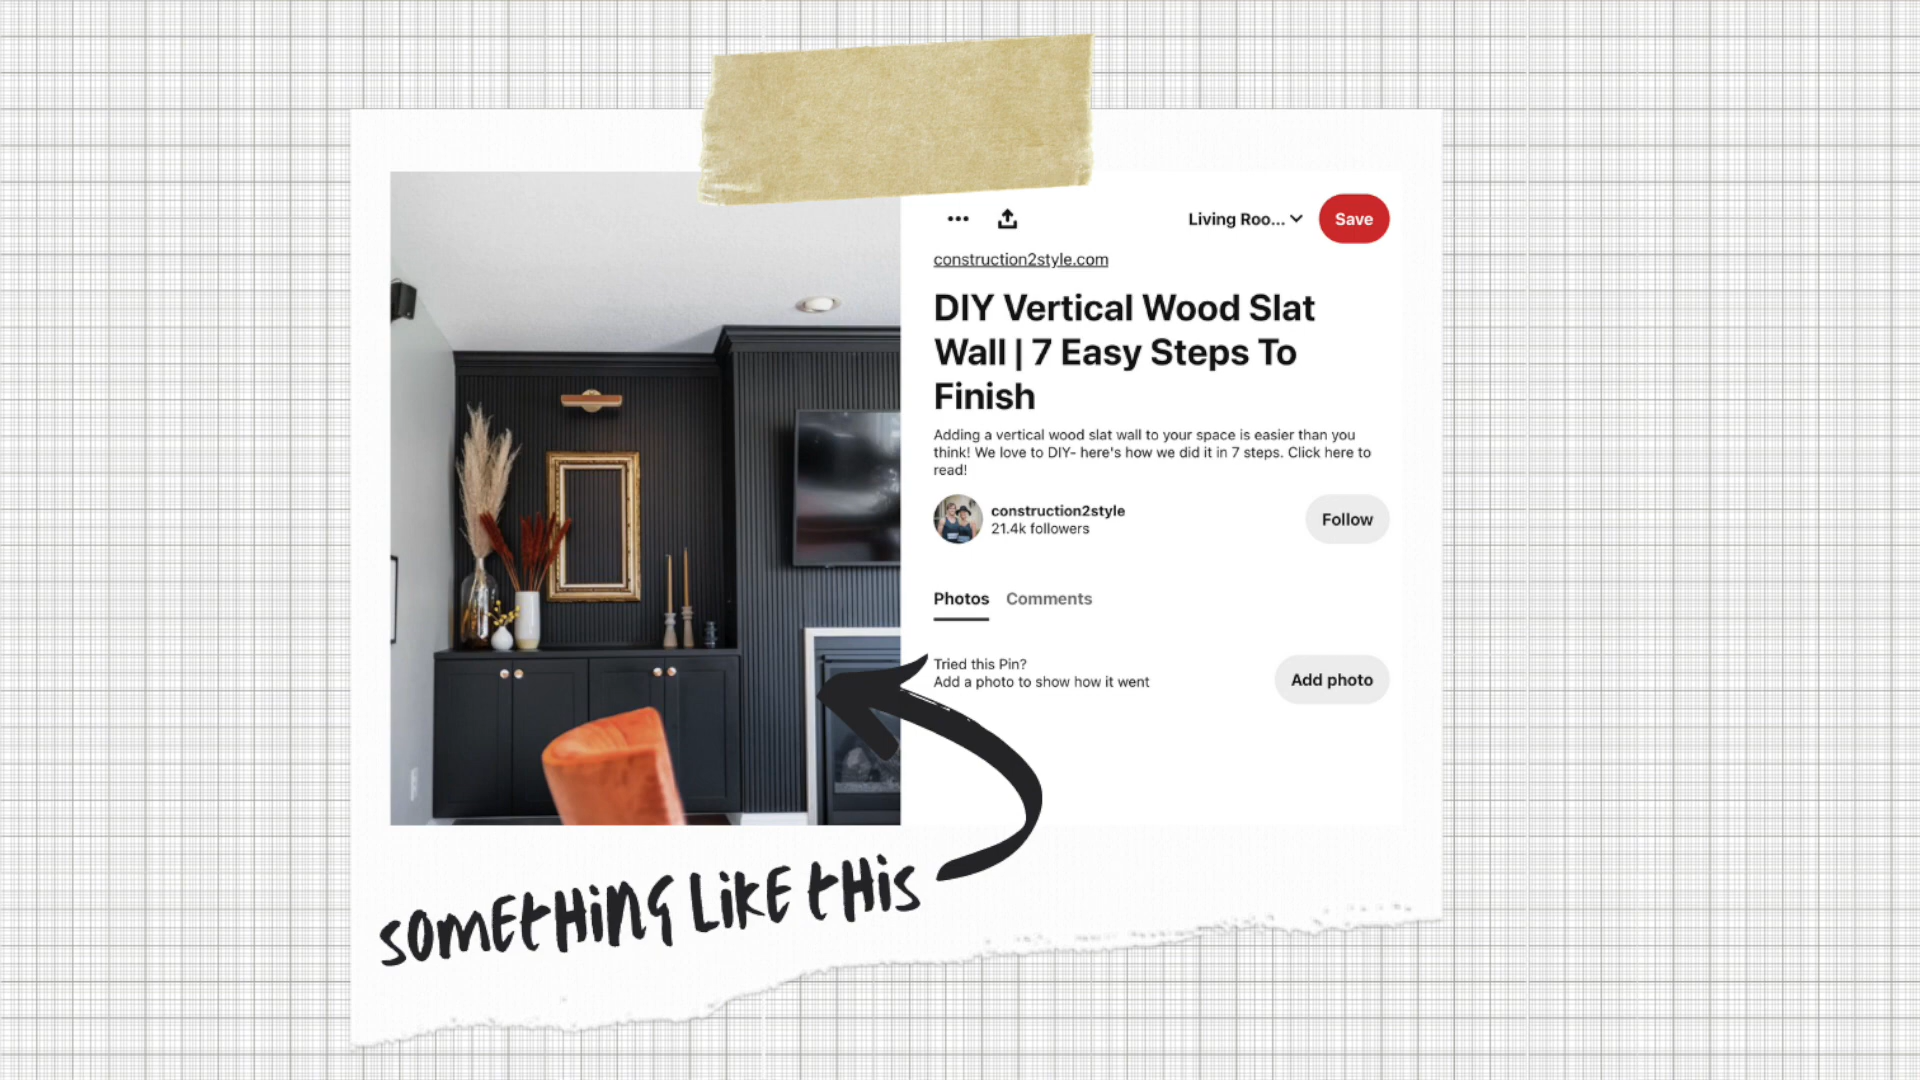 Living Roo...
Save
construction2style.com
DIY Vertical Wood Slat
Wall | 7 Easy Steps To
Finish
Adding a vertical wood slat wall to your space is easier than you
think! We love to DIY- here's how we did it in 7 steps. Click here to
read!
construction2style
21.4k followers
Follow
Photos Comments
Tried this Pin?
Add a photo to show how it went
Add photo
SOMETHING LIKE THIS